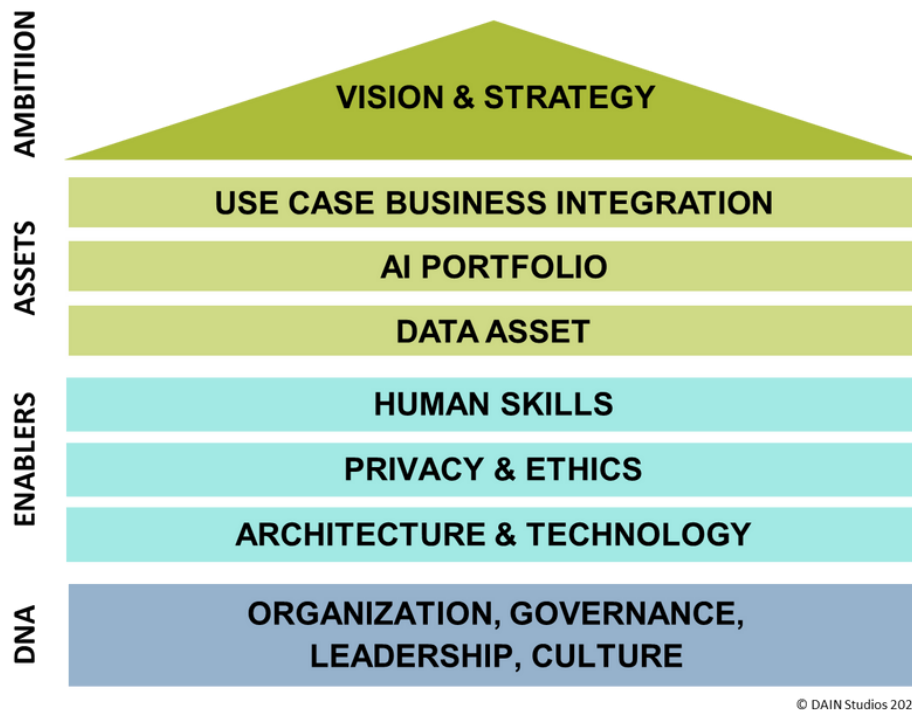 AMBITIION
VISION & STRATEGY
ASSETS
USE CASE BUSINESS INTEGRATION
AI PORTFOLIO
DATA ASSET
ENABLERS
HUMAN SKILLS
PRIVACY & ETHICS
ARCHITECTURE & TECHNOLOGY
DNA
ORGANIZATION, GOVERNANCE,
LEADERSHIP, CULTURE
© DAIN Studios 202